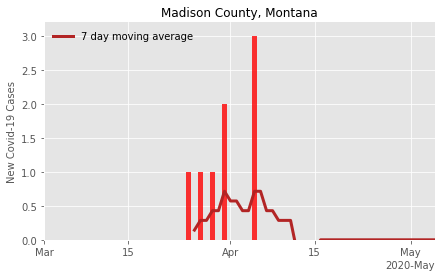 Madison County, Montana
7 day moving average
New Covid-19 Cases
3.0
2.5
2.0
1.5
1.0
0.5
0.0
Mar 15 Apr 15 May
2020-May